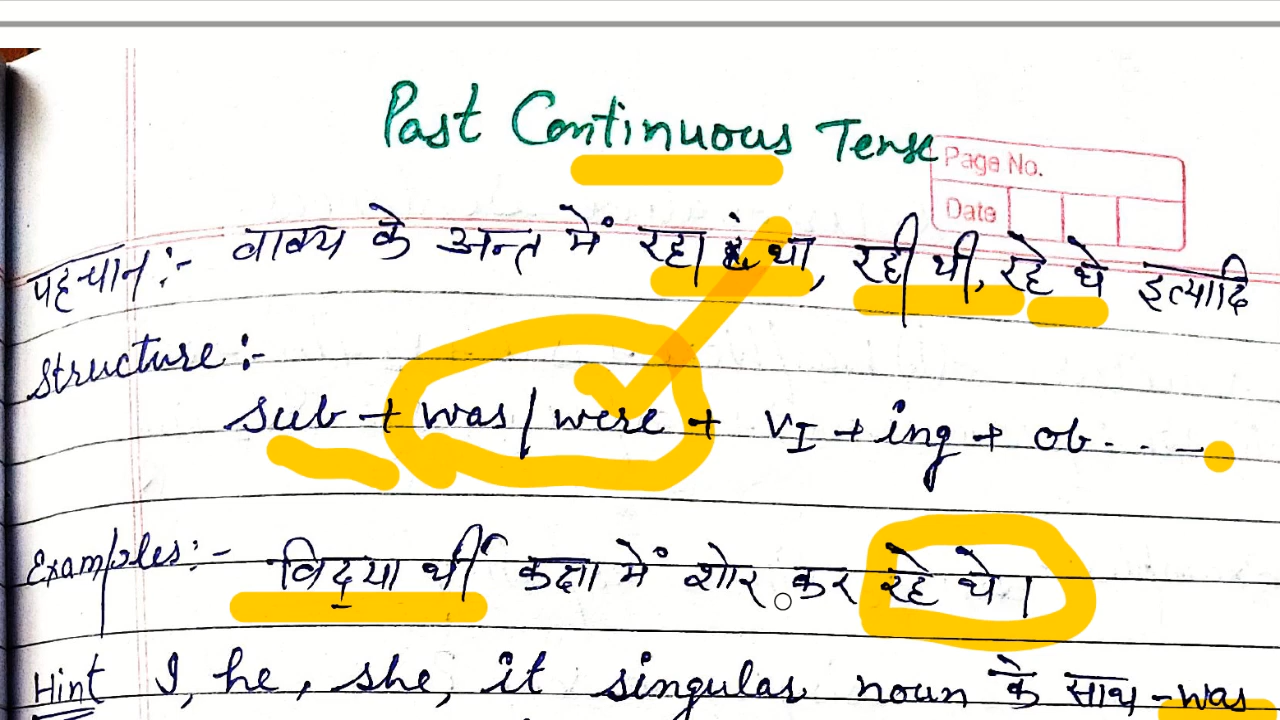 Past Continuous Tense
Page No.
Date
पहचान:- वाक्य के अन्त में रहा था, रही थी, रहे थे इत्यादि
Structure:-
Sub + was/were + VI + ing + ob...
Examples:- विद्यार्थी कक्षा में शोर कर रहे थे।
Hint I, he, she, it singular noun के साथ - was